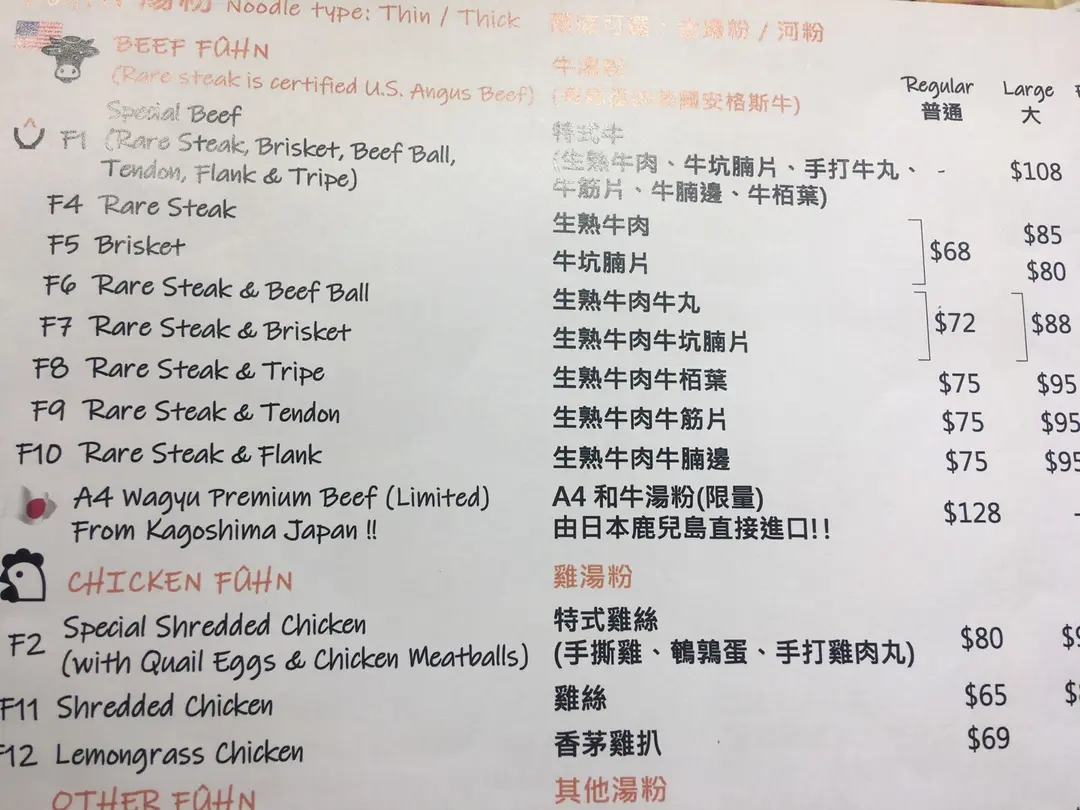 湯粉 Noodle type: Thin / Thick 河粉
BEEF FÛHN 牛湯粉
Regular Large
普通 大
(Rare steak is certified U.S. Angus Beef)
Special Beef 特式牛
F1 (Rare Steak, Brisket, Beef Ball, Tendon, Flank & Tripe) (生熟牛肉、牛坑腩片、手打牛丸、牛筋片、牛腩邊、牛栢葉) - $108
F4 Rare Steak 生熟牛肉 $68 $85
F5 Brisket 牛坑腩片 $80
F6 Rare Steak & Beef Ball 生熟牛肉牛丸 $72 $88
F7 Rare Steak & Brisket 生熟牛肉牛坑腩片
F8 Rare Steak & Tripe 生熟牛肉牛栢葉 $75 $95
F9 Rare Steak & Tendon 生熟牛肉牛筋片 $75 $95
F10 Rare Steak & Flank 生熟牛肉牛腩邊 $75 $95
A4 Wagyu Premium Beef (Limited) A4 和牛湯粉(限量) $128
From Kagoshima Japan !! 由日本鹿兒島直接進口!!
CHICKEN FÛHN 雞湯粉
F2 Special Shredded Chicken 特式雞絲 $80
(with Quail Eggs & Chicken Meatballs) (手撕雞、鵪鶉蛋、手打雞肉丸)
F11 Shredded Chicken 雞絲 $65
F12 Lemongrass Chicken 香茅雞扒 $69
OTHER FÛHN 其他湯粉